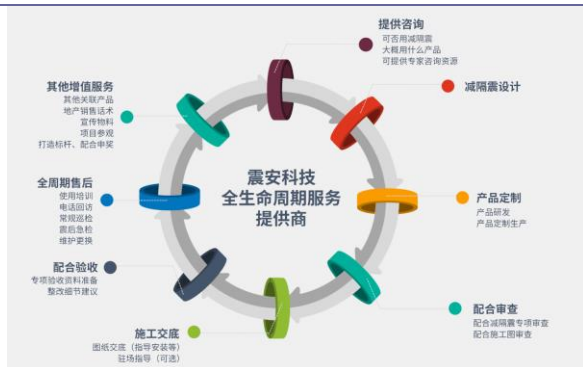 提供咨询
可否用减隔震
大概用什么产品
可提供专家咨询资源
减隔震设计
产品定制
产品研发
产品定制生产
配合审查
配合减隔震专项审查
配合施工图审查
施工交底
图纸交底（指导安装等）
驻场指导（可选）
配合验收
专项验收资料准备
整改细节建议
全周期售后
使用培训
电话回访
常规巡检
震后急检
维护更换
其他增值服务
其他关联产品
地产销售话术
宣传物料
项目参观
打造标杆、配合申奖
震安科技
全生命周期服务
提供商